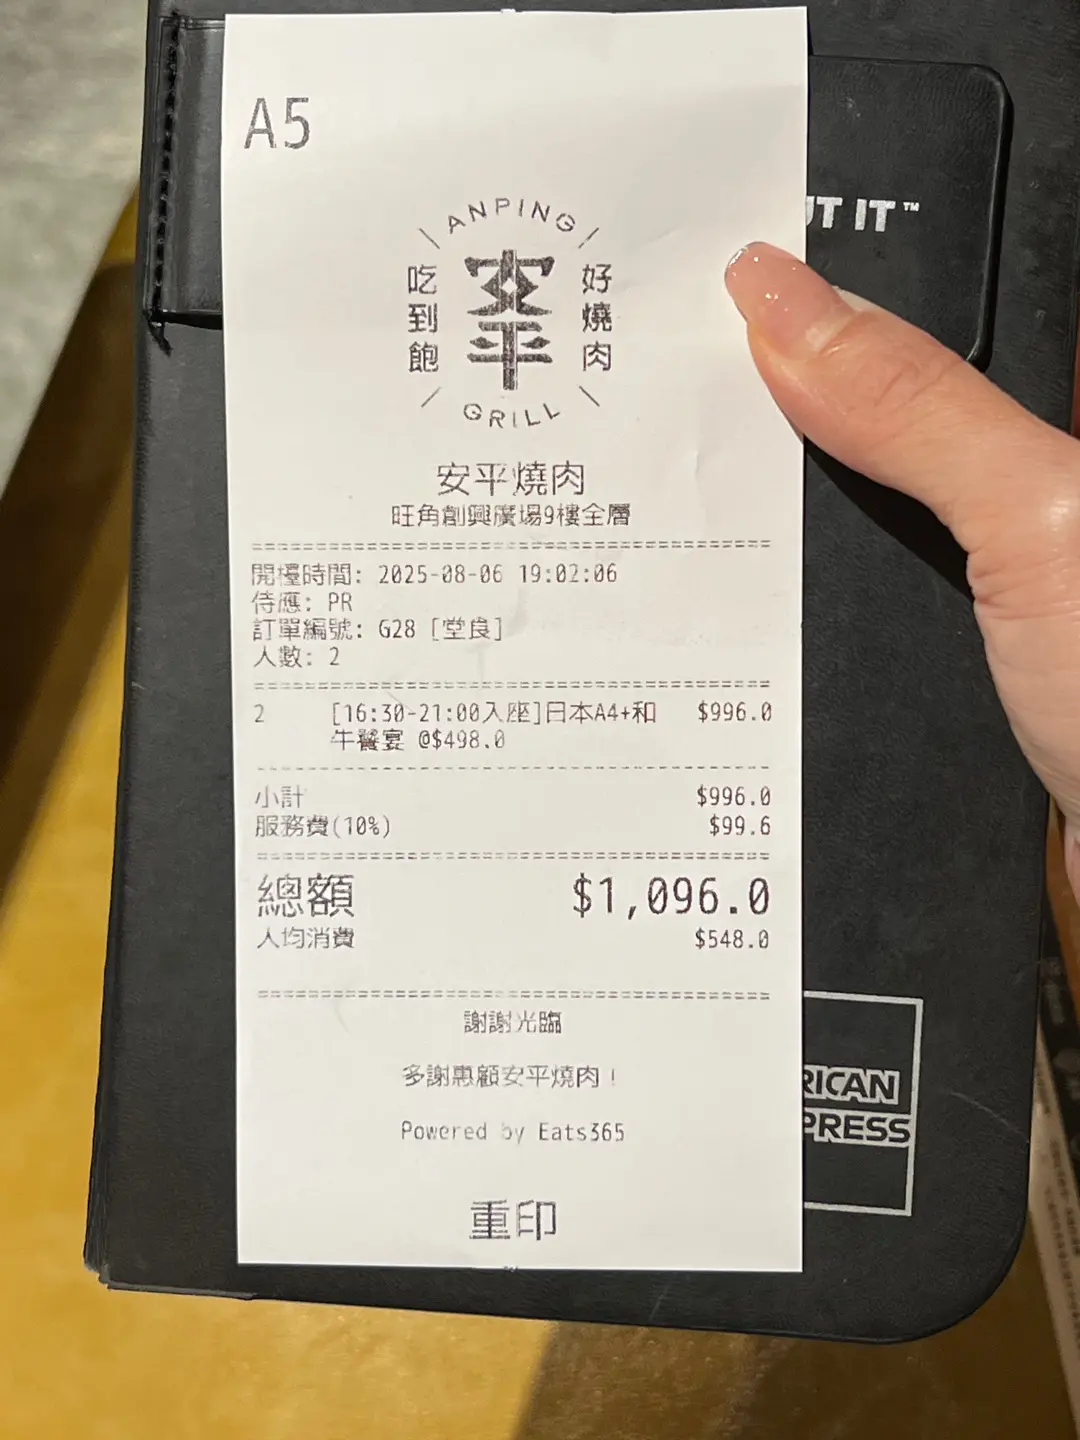 A5
ANPING
吃到飽
安平
好燒肉
GRILL
安平燒肉
旺角創興廣場9樓全層
開檯時間: 2025-08-06 19:02:06
侍應: PR
訂單編號: G28 [堂食]
人數: 2
2 [16:30-21:00入座]日本A4+和 $996.0
牛饗宴 @$498.0
小計 $996.0
服務費(10%) $99.6
總額 $1,096.0
人均消費 $548.0
謝謝光臨
多謝惠顧安平燒肉！
Powered by Eats365
重印
UT IT™
RICAN
PRESS